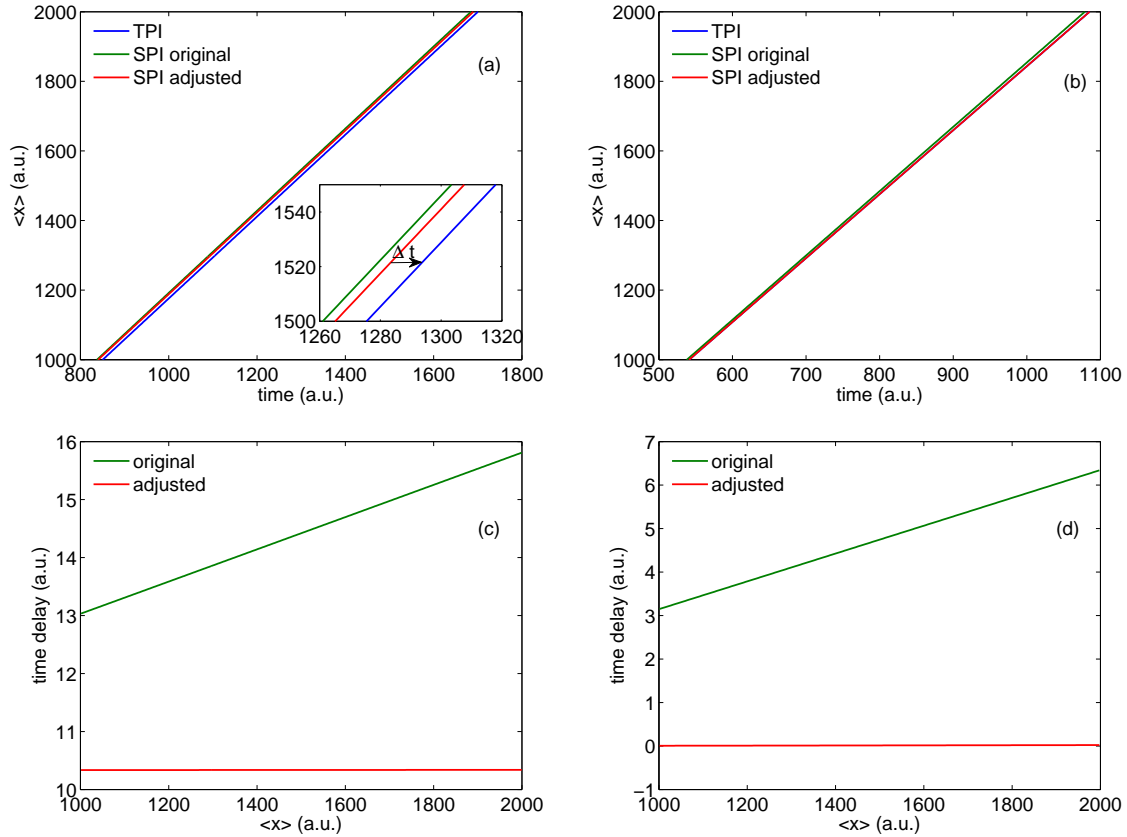 2000
1800
1600
1400
1200
1000
<x> (a.u.)
TPI
SPI original
SPI adjusted
(a)
1540
1520
1500
1260
1280
1300
1320
Δ t
800
1000
1200
1400
1600
1800
time (a.u.)
2000
1800
1600
1400
1200
1000
<x> (a.u.)
TPI
SPI original
SPI adjusted
(b)
500
600
700
800
900
1000
1100
time (a.u.)
16
15
14
13
12
11
10
time delay (a.u.)
original
adjusted
(c)
1000
1200
1400
1600
1800
2000
<x> (a.u.)
7
6
5
4
3
2
1
0
−1
time delay (a.u.)
original
adjusted
(d)
1000
1200
1400
1600
1800
2000
<x> (a.u.)